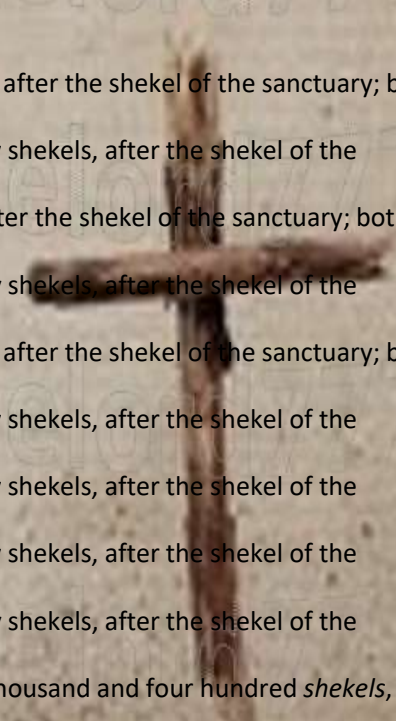 after the shekel of the sanctuary; b
shekels, after the shekel of the
ter the shekel of the sanctuary; bot
shekels, after the shekel of the
after the shekel of the sanctuary; b
shekels, after the shekel of the
shekels, after the shekel of the
shekels, after the shekel of the
shekels, after the shekel of the
housand and four hundred shekels,